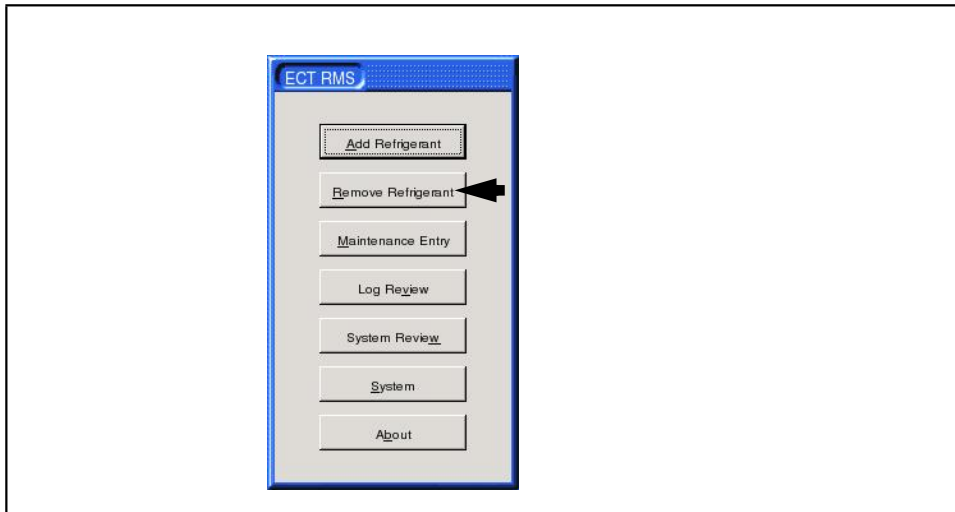 ECT RMS
Add Refrigerant
Remove Refrigerant
Maintenance Entry
Log Review
System Review
System
About